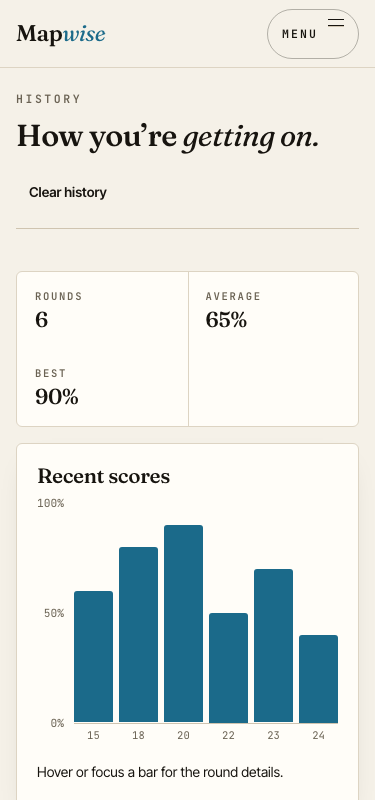 Mapwise
MENU
HISTORY
How you’re getting on.
Clear history
ROUNDS
6
AVERAGE
65%
BEST
90%
Recent scores
100%
50%
0%
15 18 20 22 23 24
Hover or focus a bar for the round details.